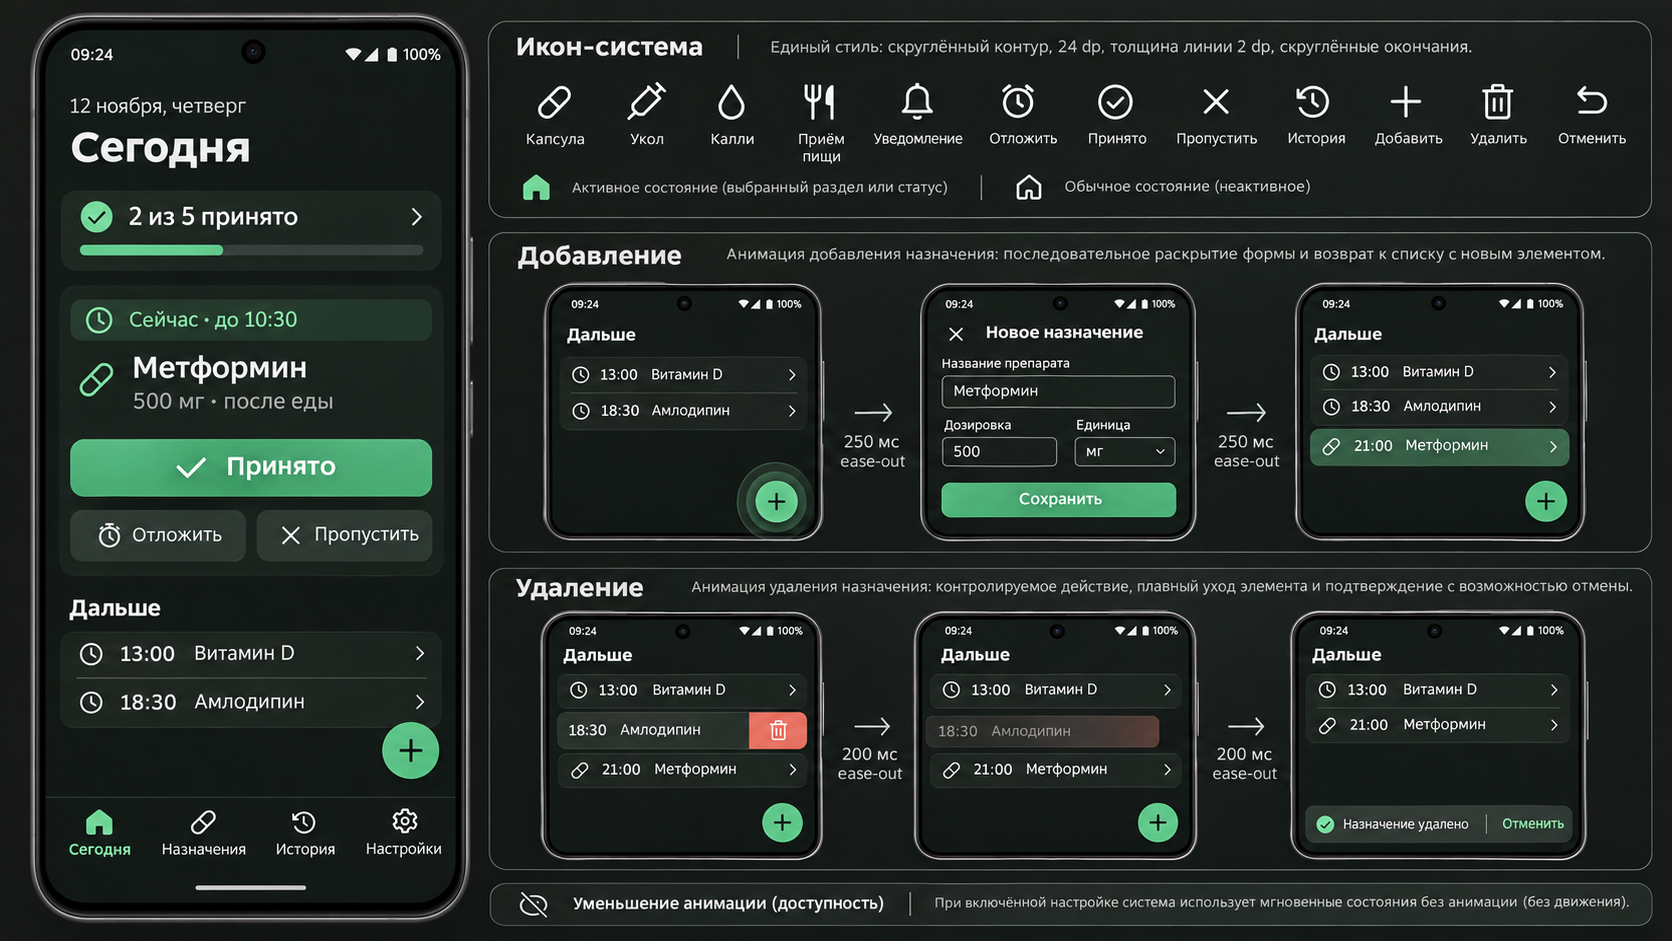 09:24
100%
12 ноября, четверг
Сегодня
2 из 5 принято
Сейчас • до 10:30
Метформин
500 мг • после еды
Принято
Отложить
Пропустить
Дальше
13:00 Витамин D
18:30 Амлодипин
Сегодня
Назначения
История
Настройки
Икон-система
Единый стиль: скруглённый контур, 24 dp, толщина линии 2 dp, скруглённые окончания.
Капсула
Укол
Калли
Приём
пищи
Уведомление
Отложить
Принято
Пропустить
История
Добавить
Удалить
Отменить
Активное состояние (выбранный раздел или статус)
Обычное состояние (неактивное)
Добавление
Анимация добавления назначения: последовательное раскрытие формы и возврат к списку с новым элементом.
09:24
100%
Дальше
13:00 Витамин D
18:30 Амлодипин
250 мс
ease-out
09:24
100%
Новое назначение
Название препарата
Метформин
Дозировка
Единица
500
мг
Сохранить
250 мс
ease-out
09:24
100%
Дальше
13:00 Витамин D
18:30 Амлодипин
21:00 Метформин
Удаление
Анимация удаления назначения: контролируемое действие, плавный уход элемента и подтверждение с возможностью отмены.
09:24
100%
Дальше
13:00 Витамин D
18:30 Амлодипин
21:00 Метформин
200 мс
ease-out
09:24
100%
Дальше
13:00 Витамин D
18:30 Амлодипин
21:00 Метформин
200 мс
ease-out
09:24
100%
Дальше
13:00 Витамин D
21:00 Метформин
Назначение удалено
Отменить
Уменьшение анимации (доступность)
При включённой настройке система использует мгновенные состояния без анимации (без движения).